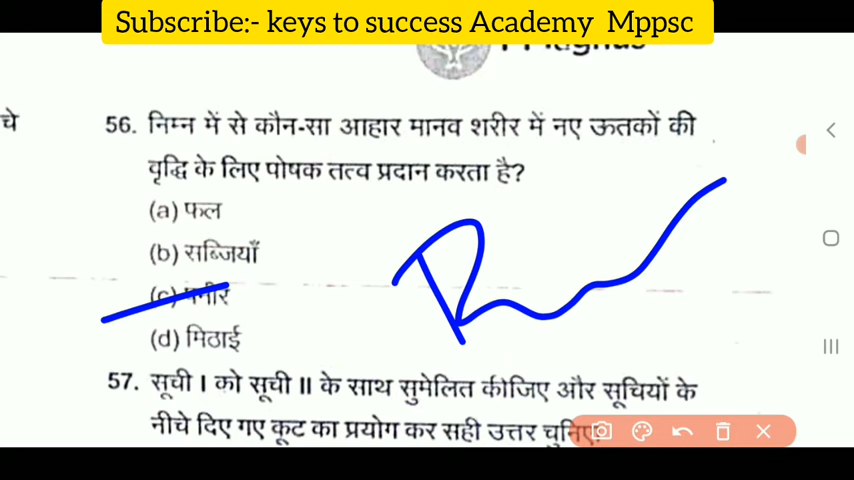 Subscribe:- keys to success Academy Mppsc
चे
56. निम्न में से कौन-सा आहार मानव शरीर में नए ऊतकों की
वृद्धि के लिए पोषक तत्व प्रदान करता है?
(a) फल
(b) सब्जियाँ
(c) पनीर
(d) मिठाई
57. सूची I को सूची II के साथ सुमेलित कीजिए और सूचियों के
नीचे दिए गए कूट का प्रयोग कर सही उत्तर चुनिए